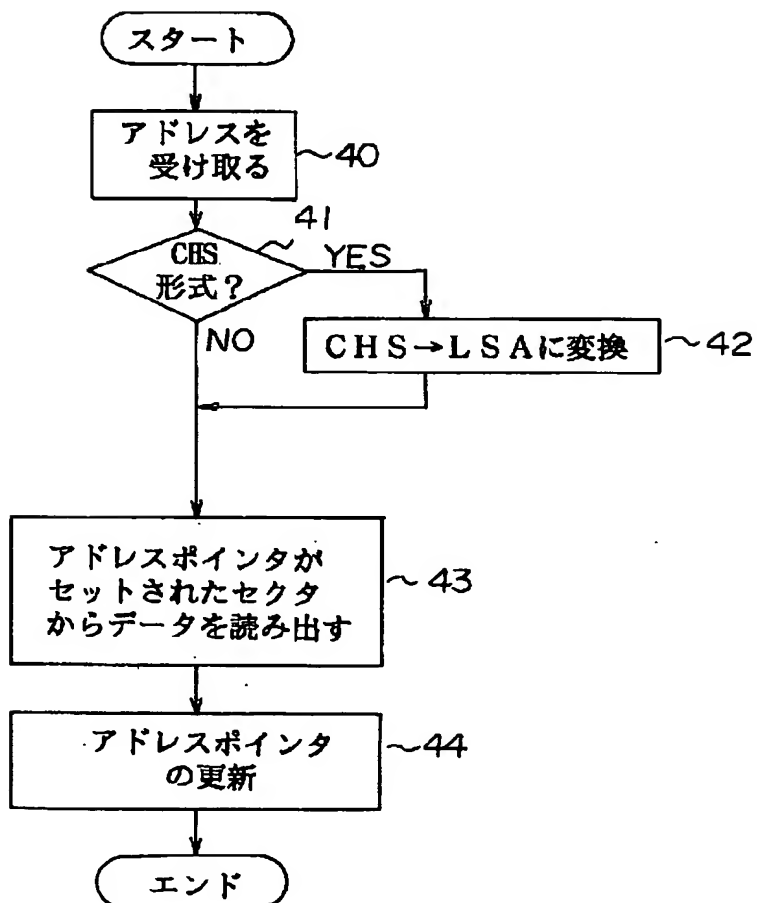 スタート
アドレスを
受け取る
~40
41
CHS
形式?
YES
NO
CHS→LSAに変換
~42
アドレスポインタが
セットされたセクタ
からデータを読み出す
~43
アドレスポインタ
の更新
~44
エンド